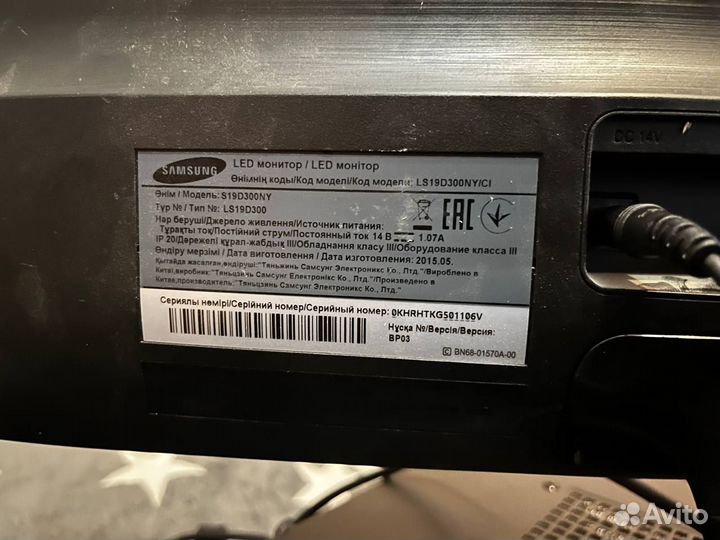 DC 14V
SAMSUNG
LED монитор / LED монітор
Өнімнің коды/Код моделі/Код модели: LS19D300NY/CI
Өнім / Модель: S19D300NY
Түр № / Тип №: LS19D300
Нәр беруші/Джерело живлення/Источник питания:
Тұрақты ток/Постійний струм/Постоянный ток 14 В 1.07A
IP 20/Дережелі құрал-жабдық III/Обладнання класу III/Оборудование класса III
Өндіру мерзімі / Дата виготовлення / Дата изготовления: 2015.05.
Қытайда жасалған,өндіруші: "Тяньцзинь Самсунг Электроникс Ко., Лтд."/Вироблено в
Китаї,виробник: "Тяньцзинь Самсунг Электронікс Ко., Лтд."/Произведено в
Китае,производитель: "Тяньцзинь Самсунг Электроникс Ко., Лтд."
Сериялы нөмірі/Серійний номер/Серийный номер: 0KHRHTKG501106V
Нұсқа №/Версія/Версия:
BP03
© BN68-01570A-00
EAC
Avito